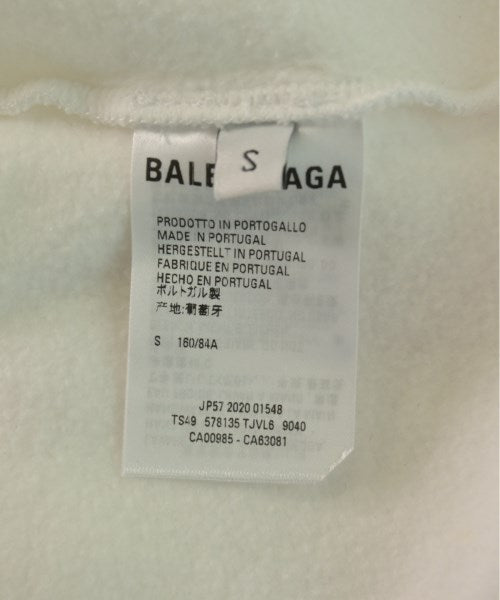 S
BALE AGA
PRODOTTO IN PORTOGALLO
MADE IN PORTUGAL
HERGESTELLT IN PORTUGAL
FABRIQUE EN PORTUGAL
HECHO EN PORTUGAL
ポルトガル製
产地:葡萄牙
S 160/84A
JP57 2020 01548
TS49 578135 TJVL6 9040
CA00985 - CA63081